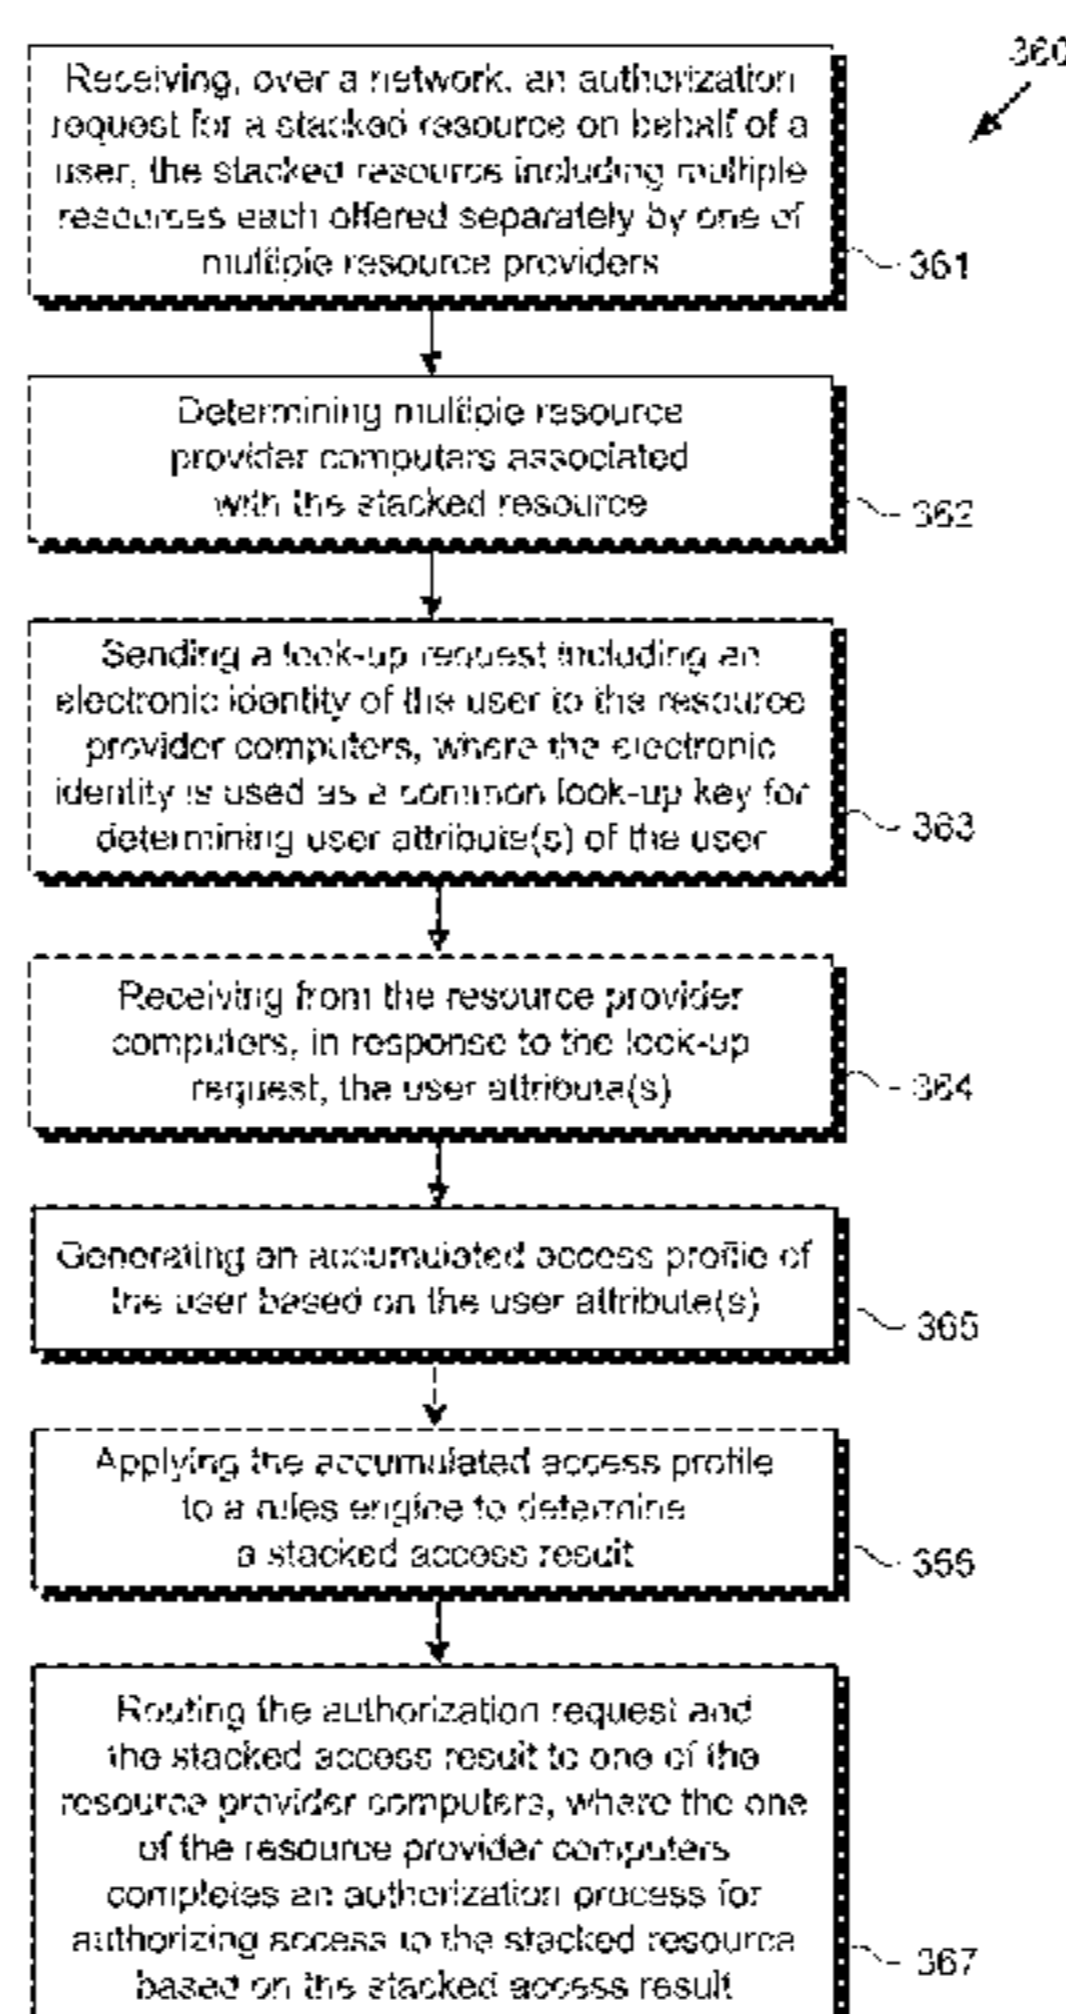 360
Receiving, over a network, an authorization
request for a stacked resource on behalf of a
user, the stacked resource including multiple
resources each offered separately by one of
multiple resource providers
361
Determining multiple resource
provider computers associated
with the stacked resource
362
Sending a look-up request including an
electronic identity of the user to the resource
provider computers, where the electronic
identity is used as a common look-up key for
determining user attribute(s) of the user
363
Receiving from the resource provider
computers, in response to the look-up
request, the user attribute(s)
364
Generating an accumulated access profile of
the user based on the user attribute(s)
365
Applying the accumulated access profile
to a rules engine to determine
a stacked access result
366
Routing the authorization request and
the stacked access result to one of the
resource provider computers, where the one
of the resource provider computers
completes an authorization process for
authorizing access to the stacked resource
based on the stacked access result
367